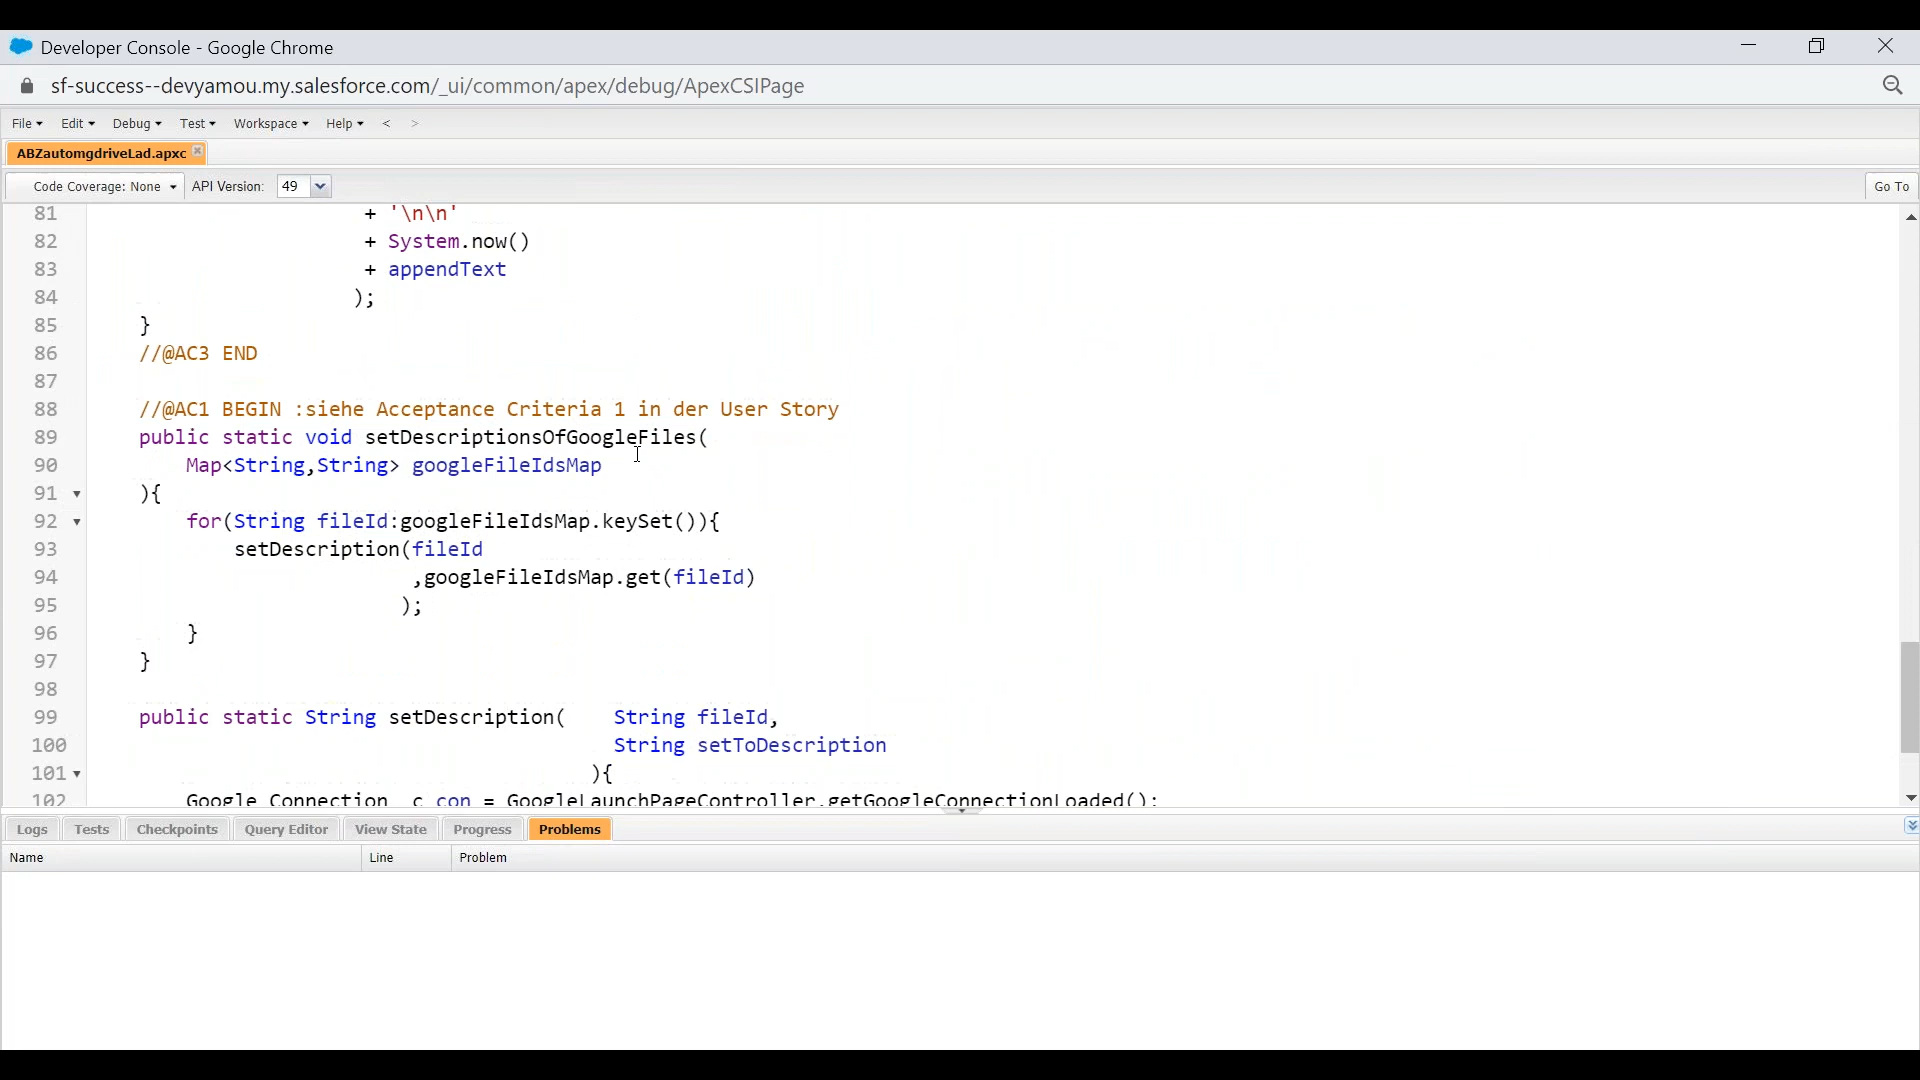 Developer Console - Google Chrome
sf-success--devyamou.my.salesforce.com/_ui/common/apex/debug/ApexCSIPage
File Edit Debug Test Workspace Help < >
ABZautomgdriveLad.apxc
Code Coverage: None API Version: 49 Go To
81 + '\n\n'
82 + System.now()
83 + appendText
84 );
85 }
86 //@AC3 END
87
88 //@AC1 BEGIN :siehe Acceptance Criteria 1 in der User Story
89 public static void setDescriptionsOfGoogleFiles(
90 Map<String,String> googleFileIdsMap
91 ){
92 for(String fileId:googleFileIdsMap.keySet()){
93 setDescription(fileId
94 ,googleFileIdsMap.get(fileId)
95 );
96 }
97 }
98
99 public static String setDescription( String fileId,
100 String setToDescription
101 ){
102 Google_Connection__c con = GoogleLaunchPageController.getGoogleConnectionLoaded();
Logs Tests Checkpoints Query Editor View State Progress Problems
Name Line Problem